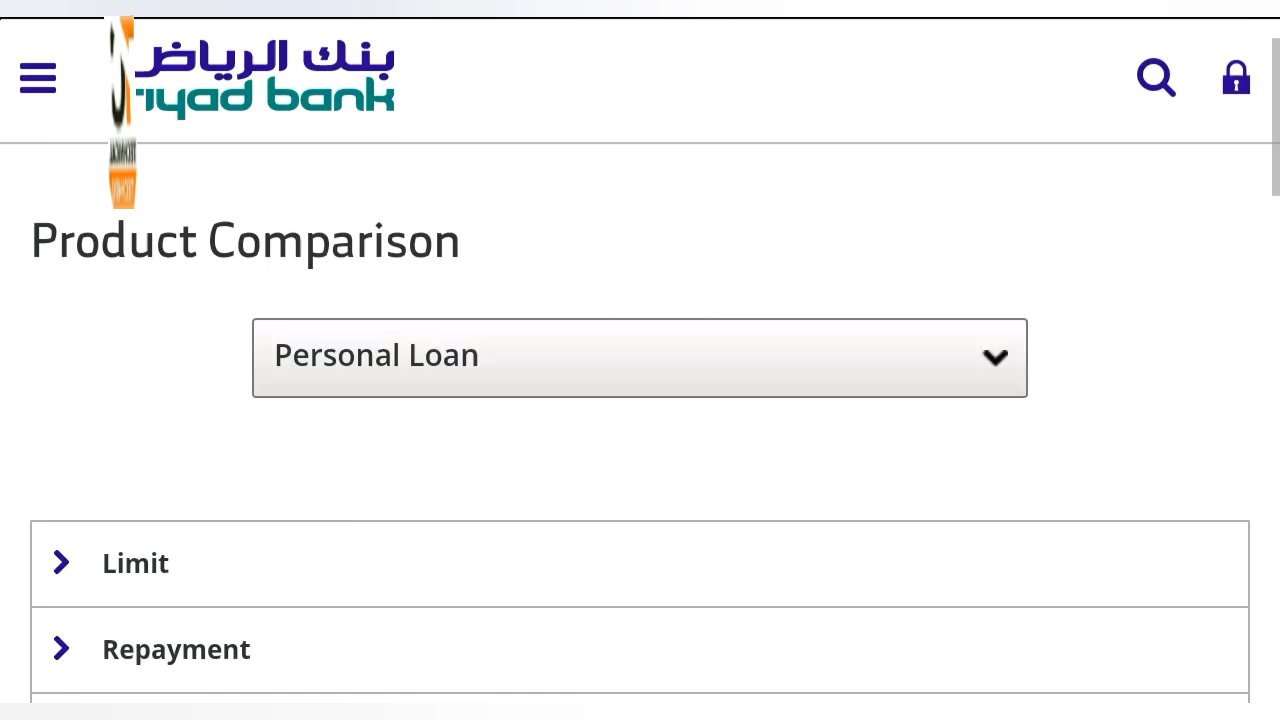 بنك الرياض
riyad bank
Product Comparison
Personal Loan
Limit
Repayment